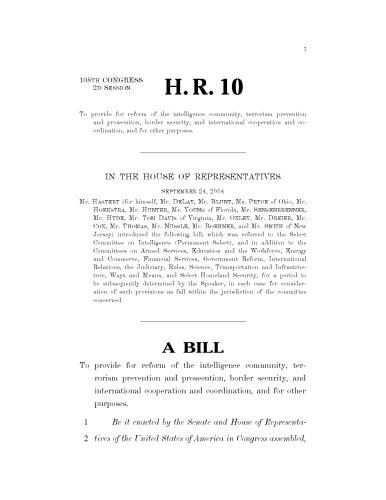 I
108TH CONGRESS
2D SESSION
H. R. 10
To provide for reform of the intelligence community, terrorism prevention
and prosecution, border security, and international cooperation and co-
ordination, and for other purposes.
IN THE HOUSE OF REPRESENTATIVES
SEPTEMBER 24, 2004
Mr. HASTERT (for himself, Mr. DELAY, Mr. BLUNT, Ms. PRYCE of Ohio, Mr.
HOEKSTRA, Mr. HUNTER, Mr. YOUNG of Florida, Mr. SENSENBRENNER,
Mr. HYDE, Mr. TOM DAVIS of Virginia, Mr. OXLEY, Mr. DREIER, Mr.
COX, Mr. THOMAS, Mr. NUSSLE, Mr. BOEHNER, and Mr. SMITH of New
Jersey) introduced the following bill; which was referred to the Select
Committee on Intelligence (Permanent Select), and in addition to the
Committees on Armed Services, Education and the Workforce, Energy
and Commerce, Financial Services, Government Reform, International
Relations, the Judiciary, Rules, Science, Transportation and Infrastruc-
ture, Ways and Means, and Select Homeland Security, for a period to
be subsequently determined by the Speaker, in each case for consider-
ation of such provisions as fall within the jurisdiction of the committee
concerned
A BILL
To provide for reform of the intelligence community, ter-
rorism prevention and prosecution, border security, and
international cooperation and coordination, and for other
purposes.
1 Be it enacted by the Senate and House of Representa-
2 tives of the United States of America in Congress assembled,